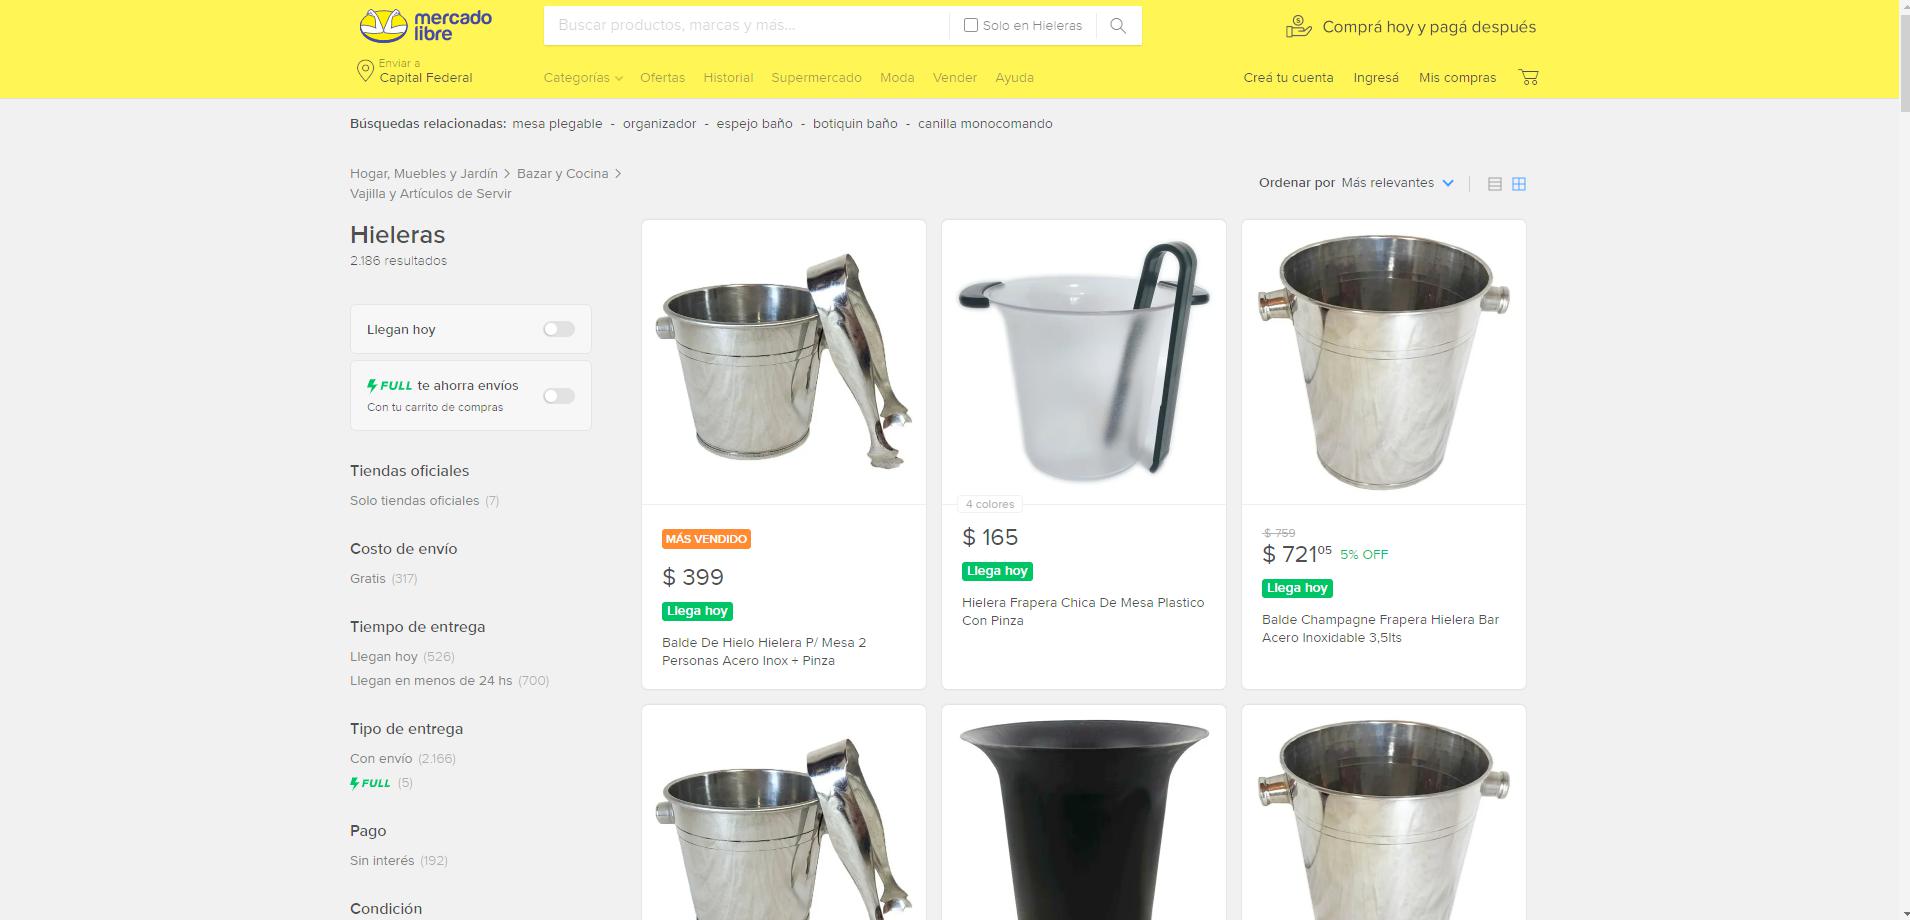 mercado
libre
Buscar productos, marcas y más...
Solo en Hieleras
Comprá hoy y pagá después
Enviar a
Capital Federal
Categorías
Ofertas
Historial
Supermercado
Moda
Vender
Ayuda
Creá tu cuenta
Ingresá
Mis compras
Búsquedas relacionadas: mesa plegable - organizador - espejo baño - botiquin baño - canilla monocomando
Hogar, Muebles y Jardín > Bazar y Cocina >
Vajilla y Artículos de Servir
Ordenar por Más relevantes
Hieleras
2.186 resultados
Llegan hoy
FULL te ahorra envíos
Con tu carrito de compras
Tiendas oficiales
Solo tiendas oficiales (7)
Costo de envío
Gratis (317)
Tiempo de entrega
Llegan hoy (526)
Llegan en menos de 24 hs (700)
Tipo de entrega
Con envío (2.166)
FULL (5)
Pago
Sin interés (192)
Condición
MÁS VENDIDO
$ 399
Llega hoy
Balde De Hielo Hielera P/ Mesa 2
Personas Acero Inox + Pinza
4 colores
$ 165
Llega hoy
Hielera Frapera Chica De Mesa Plastico
Con Pinza
$ 759
$ 721 05 5% OFF
Llega hoy
Balde Champagne Frapera Hielera Bar
Acero Inoxidable 3,5lts